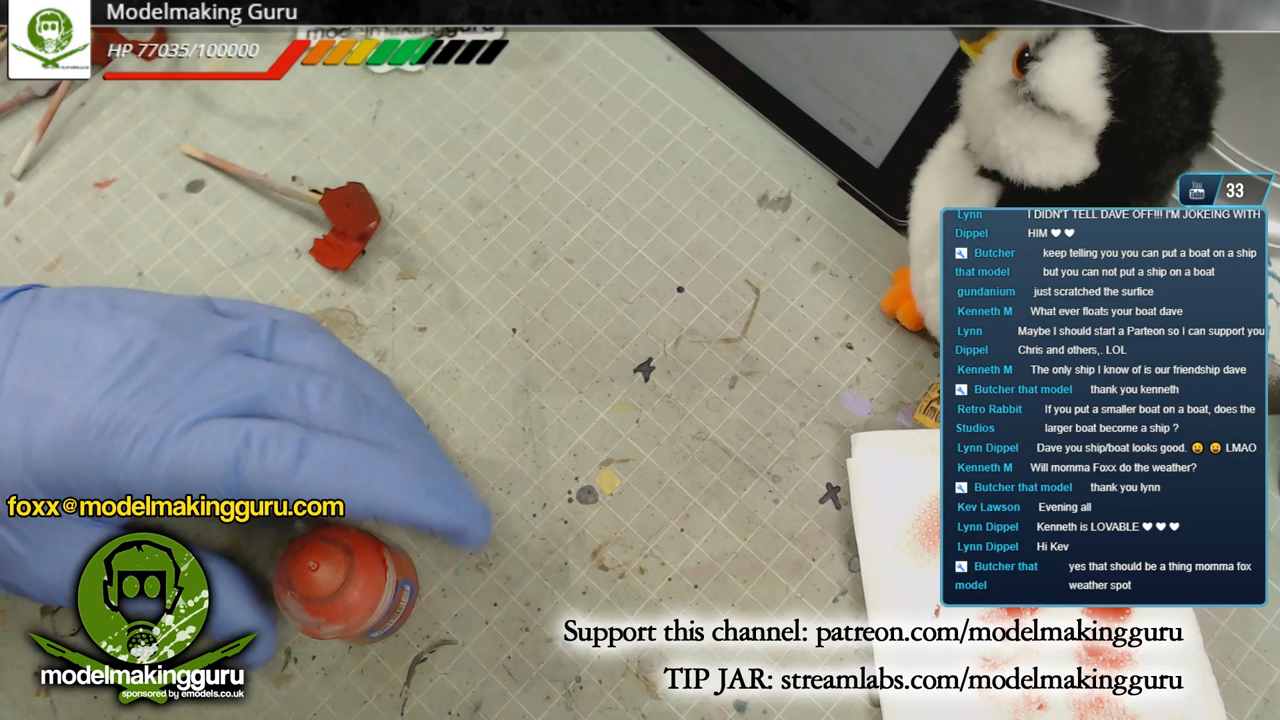 Modelmaking Guru
HP 77035/100000
modelmakingguru
You
Tube
33
Lynn I DIDN'T TELL DAVE OFF!!! I'M JOKEING WITH
Dippel HIM ♥ ♥
Butcher keep telling you you can put a boat on a ship
that model but you can not put a ship on a boat
gundanium just scratched the surfice
Kenneth M What ever floats your boat dave
Lynn Maybe I should start a Parteon so I can support you
Dippel Chris and others,. LOL
Kenneth M The only ship I know of is our friendship dave
Butcher that model thank you kenneth
Retro Rabbit If you put a smaller boat on a boat, does the
Studios larger boat become a ship ?
Lynn Dippel Dave you ship/boat looks good. 😀 😀 LMAO
Kenneth M Will momma Foxx do the weather?
Butcher that model thank you lynn
Kev Lawson Evening all
Lynn Dippel Kenneth is LOVABLE ♥ ♥ ♥
Lynn Dippel Hi Kev
Butcher that yes that should be a thing momma fox
model weather spot
foxx@modelmakingguru.com
modelmakingguru
sponsored by emodels.co.uk
Support this channel: patreon.com/modelmakingguru
TIP JAR: streamlabs.com/modelmakingguru